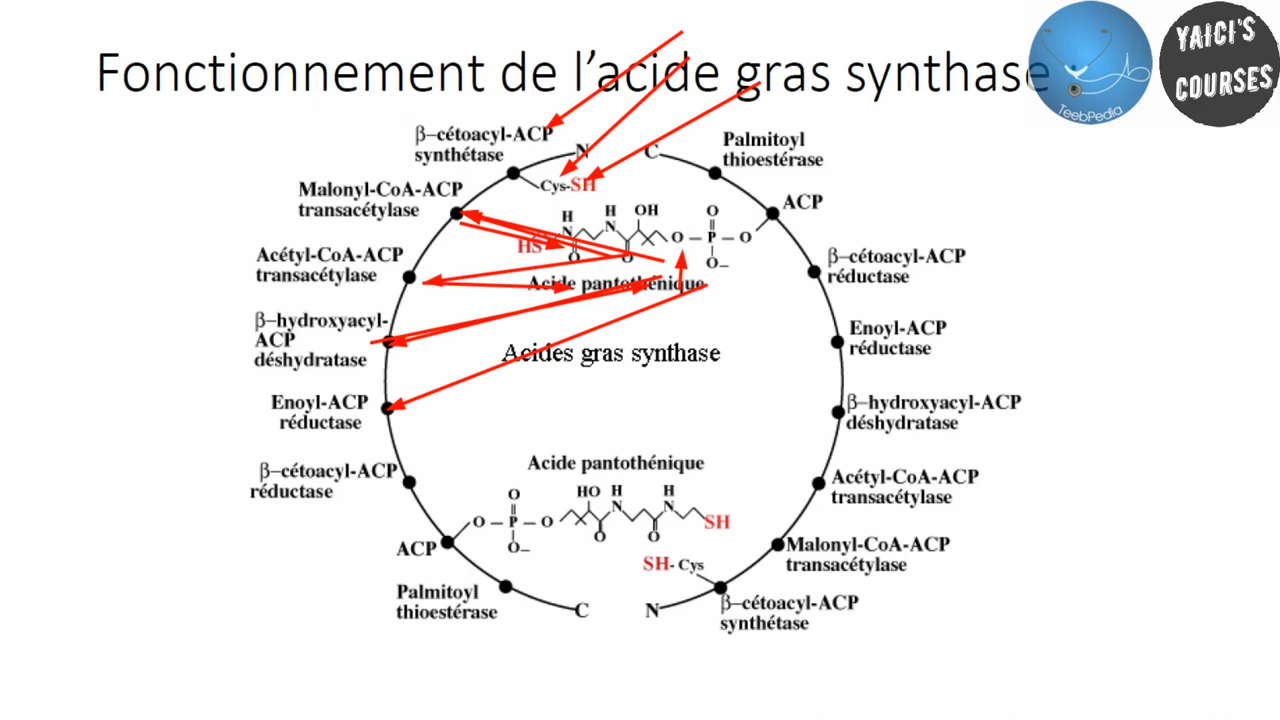 Fonctionnement de l’acide gras synthase
TeebPedia
YAICI'S
COURSES
β–cétoacyl-ACP
synthétase
N
C
Palmitoyl
thioestérase
Cys-SH
Malonyl-CoA-ACP
transacétylase
ACP
H
N
H
N
OH
O
HS
O
O
O
P
O
O–
Acétyl-CoA-ACP
transacétylase
Acide pantothénique
β–cétoacyl-ACP
réductase
β–hydroxyacyl-
ACP
déshydratase
Enoyl-ACP
réductase
Acides gras synthase
Enoyl-ACP
réductase
β–hydroxyacyl-ACP
déshydratase
β–cétoacyl-ACP
réductase
Acide pantothénique
Acétyl-CoA-ACP
transacétylase
O
HO
H
N
H
N
O
P
O
O–
O
O
SH
ACP
SH- Cys
Malonyl-CoA-ACP
transacétylase
Palmitoyl
thioestérase
C
N
β–cétoacyl-ACP
synthétase